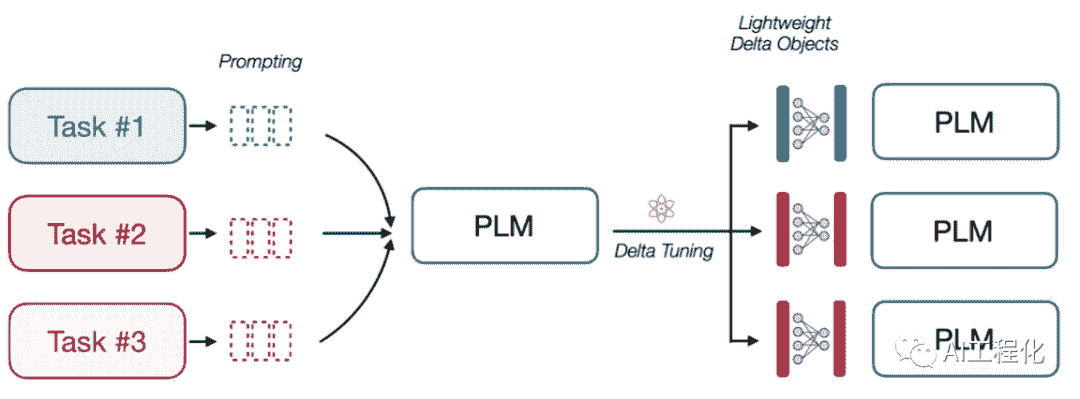 Lightweight
Delta Objects
Prompting
Task #1
PLM
Task #2
PLM
Delta Tuning
PLM
Task #3
PLM
AI工程化